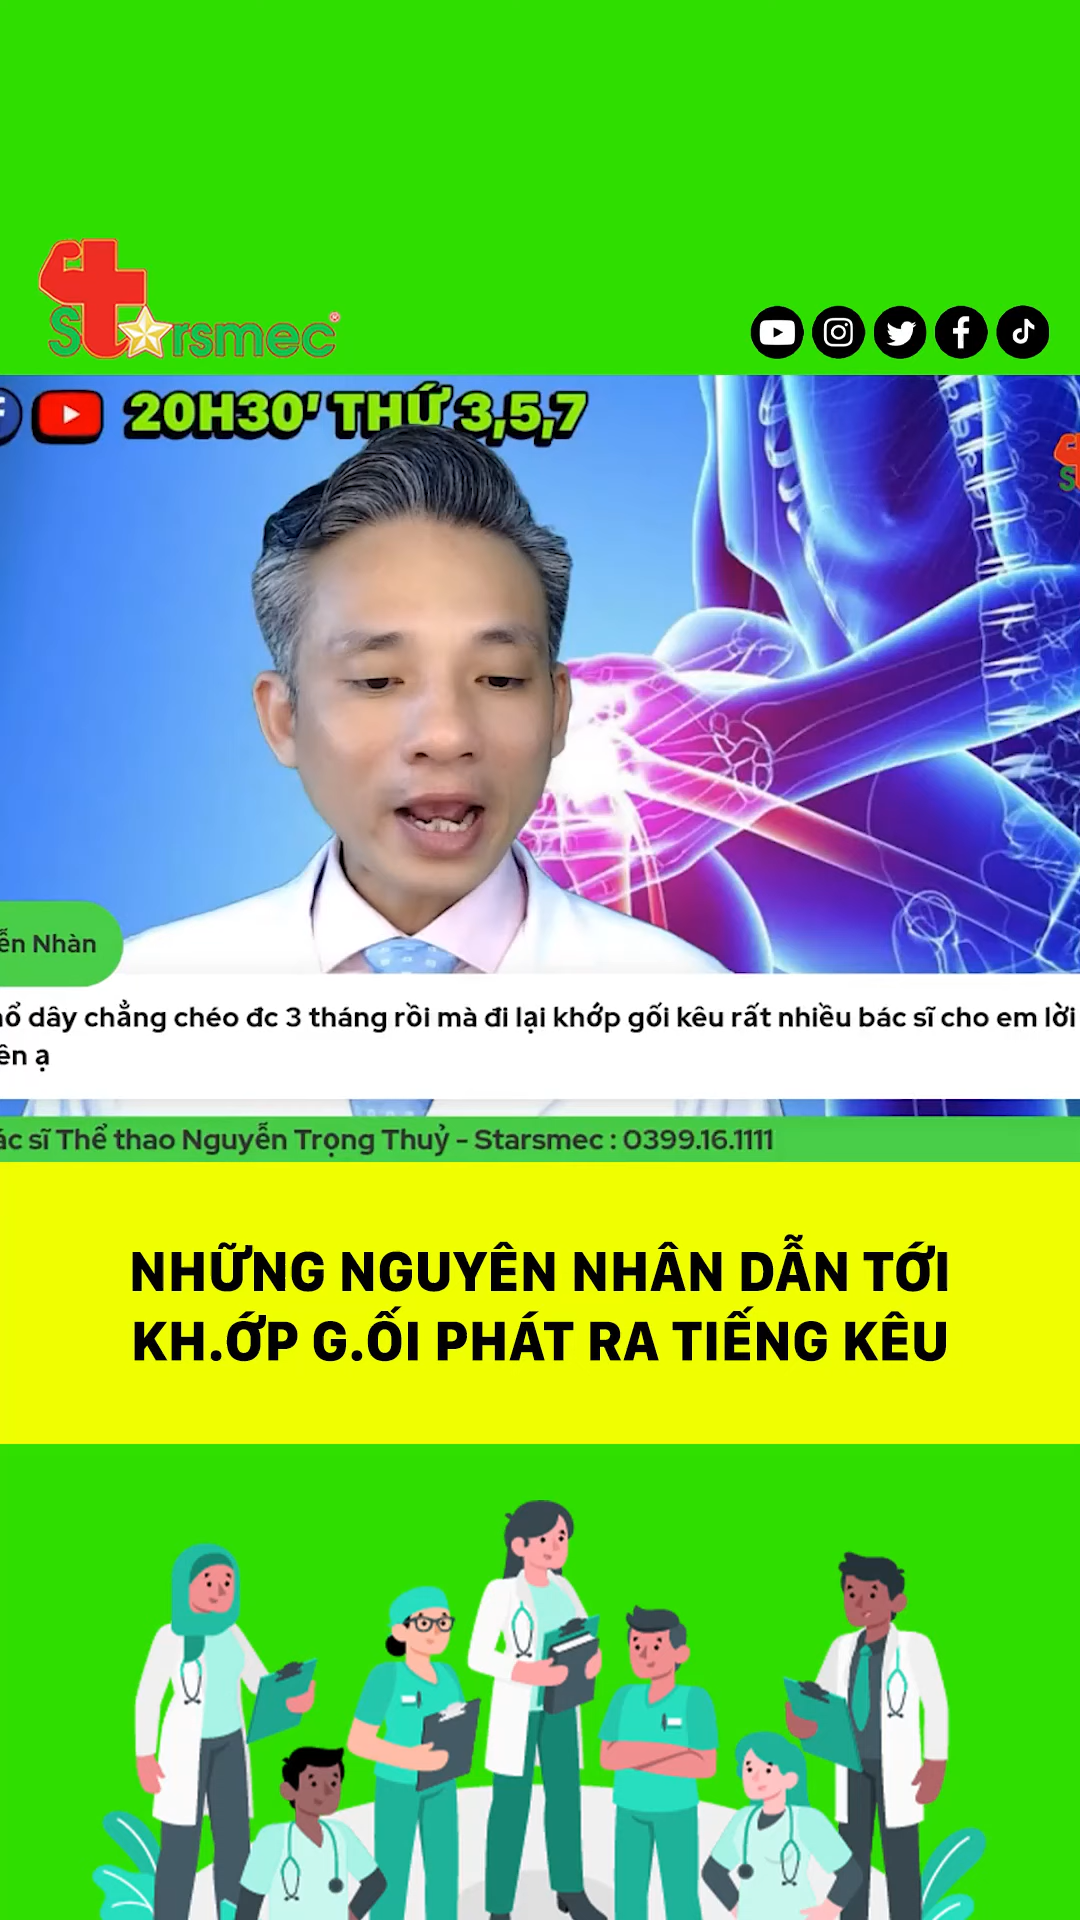 Starsmec
20H30' THỨ 3,5,7
ễn Nhàn
ổ dây chằng chéo đc 3 tháng rồi mà đi lại khớp gối kêu rất nhiều bác sĩ cho em lời
ên ạ
ác sĩ Thể thao Nguyễn Trọng Thuỷ - Starsmec : 0399.16.1111
NHỮNG NGUYÊN NHÂN DẪN TỚI
KH.ỚP G.ỐI PHÁT RA TIẾNG KÊU